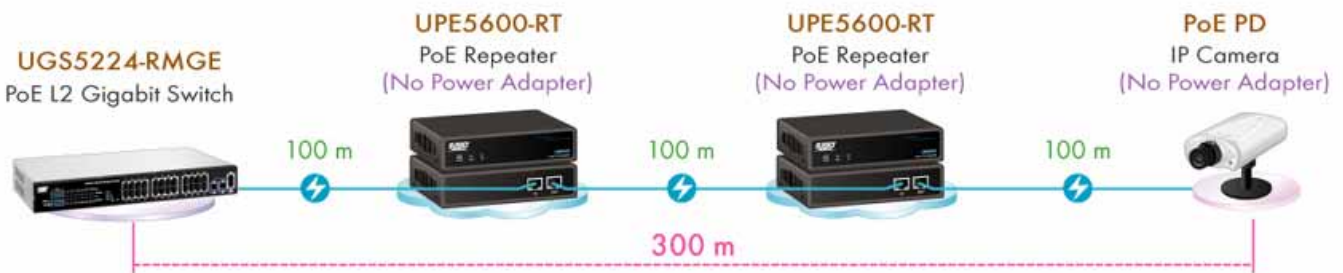 UGS5224-RMGE
PoE L2 Gigabit Switch
UPE5600-RT
PoE Repeater
(No Power Adapter)
UPE5600-RT
PoE Repeater
(No Power Adapter)
PoE PD
IP Camera
(No Power Adapter)
100 m
100 m
100 m
300 m